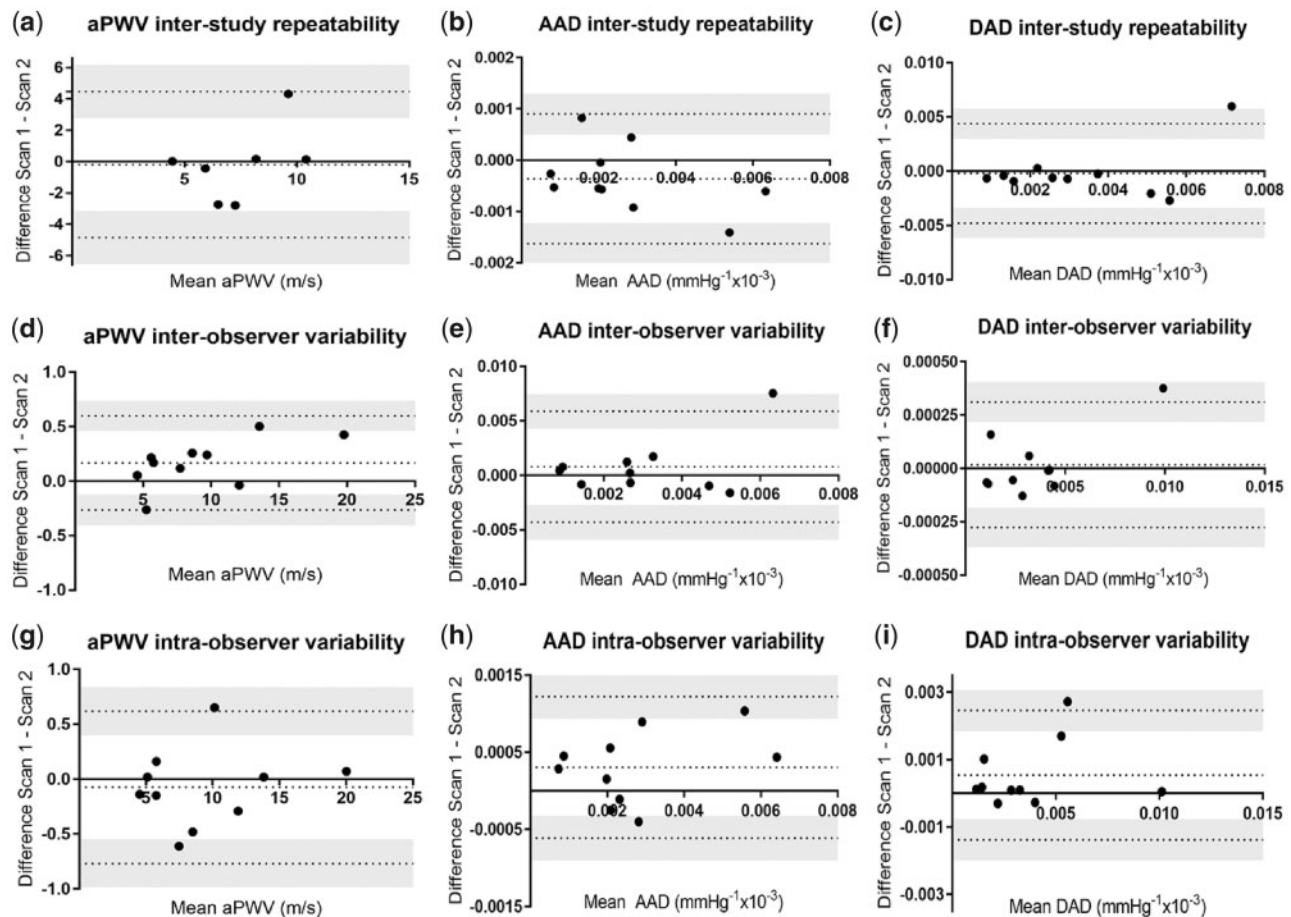 (a) aPWV inter-study repeatability
Difference Scan 1 - Scan 2
6
4
2
0
-2
-4
-6
5 10 15
Mean aPWV (m/s)
(b) AAD inter-study repeatability
Difference Scan 1 - Scan 2
0.002
0.001
0.000
-0.001
-0.002
0.002 0.004 0.006 0.008
Mean AAD (mmHg⁻¹x10⁻³)
(c) DAD inter-study repeatability
Difference Scan 1 - Scan 2
0.010
0.005
0.000
-0.005
-0.010
0.002 0.004 0.006 0.008
Mean DAD (mmHg⁻¹x10⁻³)
(d) aPWV inter-observer variability
Difference Scan 1 - Scan 2
1.0
0.5
0.0
-0.5
-1.0
5 10 15 20 25
Mean aPWV (m/s)
(e) AAD inter-observer variability
Difference Scan 1 - Scan 2
0.010
0.005
0.000
-0.005
-0.010
0.002 0.004 0.006 0.008
Mean AAD (mmHg⁻¹x10⁻³)
(f) DAD inter-observer variability
Difference Scan 1 - Scan 2
0.00050
0.00025
0.00000
-0.00025
-0.00050
0.005 0.010 0.015
Mean DAD (mmHg⁻¹x10⁻³)
(g) aPWV intra-observer variability
Difference Scan 1 - Scan 2
1.0
0.5
0.0
-0.5
-1.0
5 10 15 20 25
Mean aPWV (m/s)
(h) AAD intra-observer variability
Difference Scan 1 - Scan 2
0.0015
0.0005
-0.0005
-0.0015
0.002 0.004 0.006 0.008
Mean AAD (mmHg⁻¹x10⁻³)
(i) DAD intra-observer variability
Difference Scan 1 - Scan 2
0.003
0.001
-0.001
-0.003
0.005 0.010 0.015
Mean DAD (mmHg⁻¹x10⁻³)